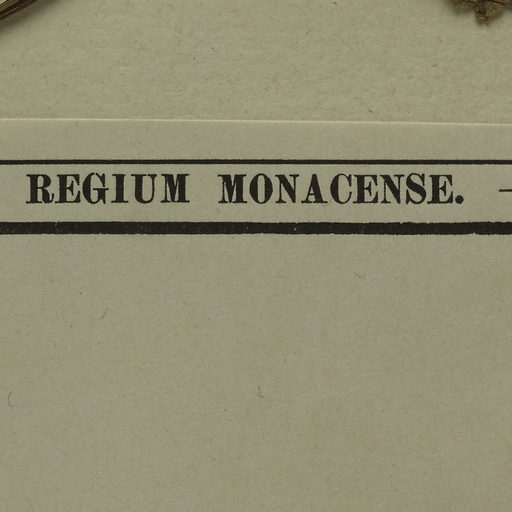 REGIUM MONACENSE. —